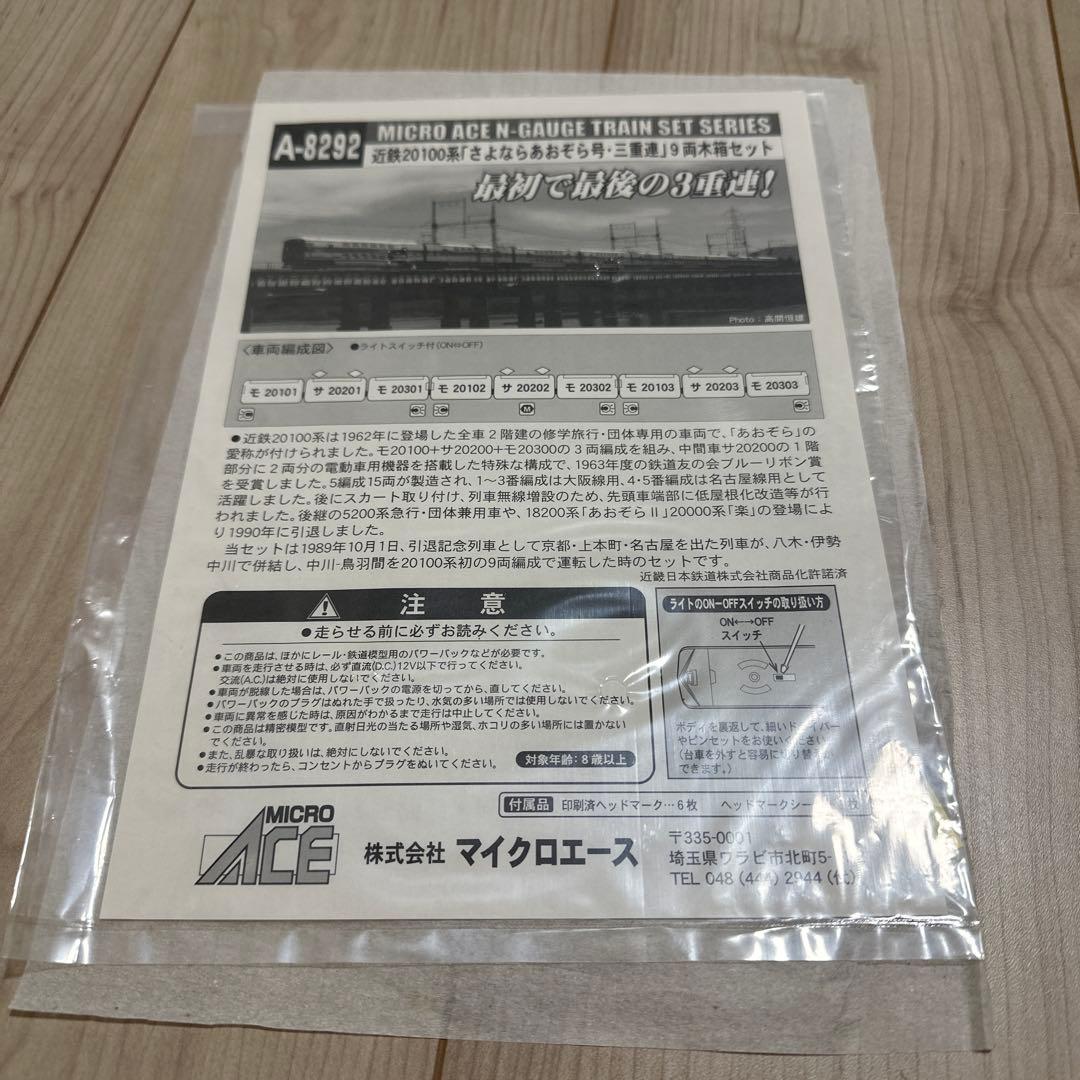 A-8292
MICRO ACE N-GAUGE TRAIN SET SERIES
近鉄20100系「さよならあおぞら号・三重連」9両木箱セット
最初で最後の3重連!
Photo:高間恒雄
〈車両編成図〉 ●ライトスイッチ付(ON⇔OFF)
モ 20101 サ 20201 モ 20301 モ 20102 サ 20202 モ 20302 モ 20103 サ 20203 モ 20303
M
●近鉄20100系は1962年に登場した全車2階建の修学旅行・団体専用の車両で、「あおぞら」の
愛称が付けられました。モ20100+サ20200+モ20300の3両編成を組み、中間車サ20200の1階
部分に2両分の電動車用機器を搭載した特殊な構成で、1963年度の鉄道友の会ブルーリボン賞
を受賞しました。5編成15両が製造され、1～3番編成は大阪線用、4・5番編成は名古屋線用として
活躍しました。後にスカート取り付け、列車無線増設のため、先頭車端部に低屋根化改造等が行
われました。後継の5200系急行・団体兼用車や、18200系「あおぞらⅡ」20000系「楽」の登場によ
り1990年に引退しました。
当セットは1989年10月1日、引退記念列車として京都・上本町・名古屋を出た列車が、八木・伊勢
中川で併結し、中川-鳥羽間を20100系初の9両編成で運転した時のセットです。
近畿日本鉄道株式会社商品化許諾済
注 意
●走らせる前に必ずお読みください。
●この商品は、ほかにレール・鉄道模型用のパワーパックなどが必要です。
●車両を走行させる時は、必ず直流(D.C.)12V以下で行ってください。
交流(A.C.)は絶対に使用しないでください。
●車両が脱線した場合は、パワーパックの電源を切ってから、直してください。
●パワーパックのプラグはぬれた手で扱ったり、水気の多い場所では使用しないでください。
●車両に異常を感じた時は、原因がわかるまで走行は中止してください。
●この商品は精密模型です。直射日光の当たる場所や湿気、ホコリの多い場所には置かない
でください。
●また、乱暴な取り扱いは、絶対にしないでください。
●走行が終わったら、コンセントからプラグをぬいてください。
対象年齢:8歳以上
ライトのON-OFFスイッチの取り扱い方
ON←→OFF
スイッチ
ボディを裏返して、細いドライバー
やピンセットをお使いください
(台車を外すと容易に切り替えが
できます。)
付属品 印刷済ヘッドマーク…6枚 ヘッドマークシー 枚
MICRO
ACE
株式会社 マイクロエース
〒335-0001
埼玉県ワラビ市北町5-
TEL 048 (444) 2944 (代)